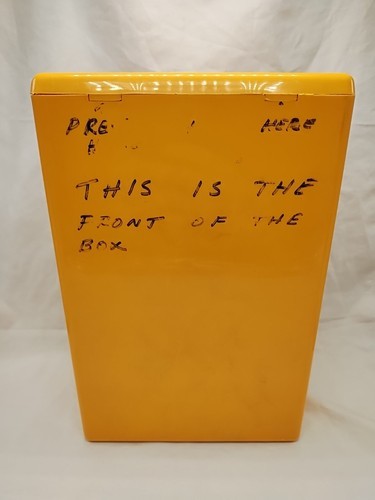 HERE
THIS IS THE
FRONT OF THE
BOX